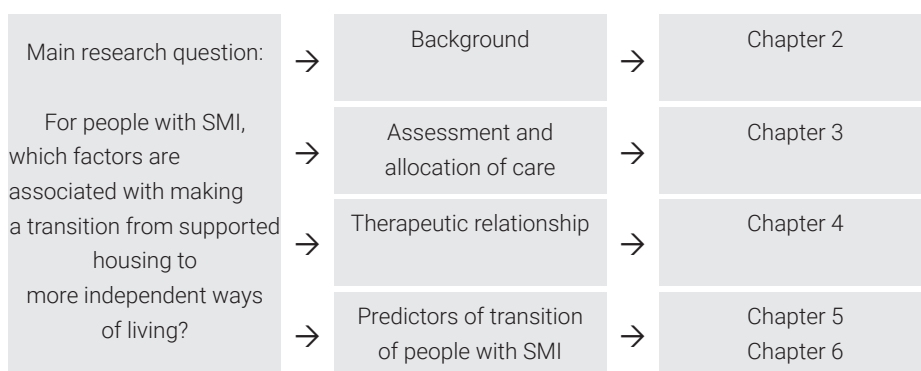 Main research question:
For people with SMI,
which factors are
associated with making
a transition from supported
housing to
more independent ways
of living?
→
Background
→
Chapter 2
→
Assessment and
allocation of care
→
Chapter 3
→
Therapeutic relationship
→
Chapter 4
→
Predictors of transition
of people with SMI
→
Chapter 5
Chapter 6